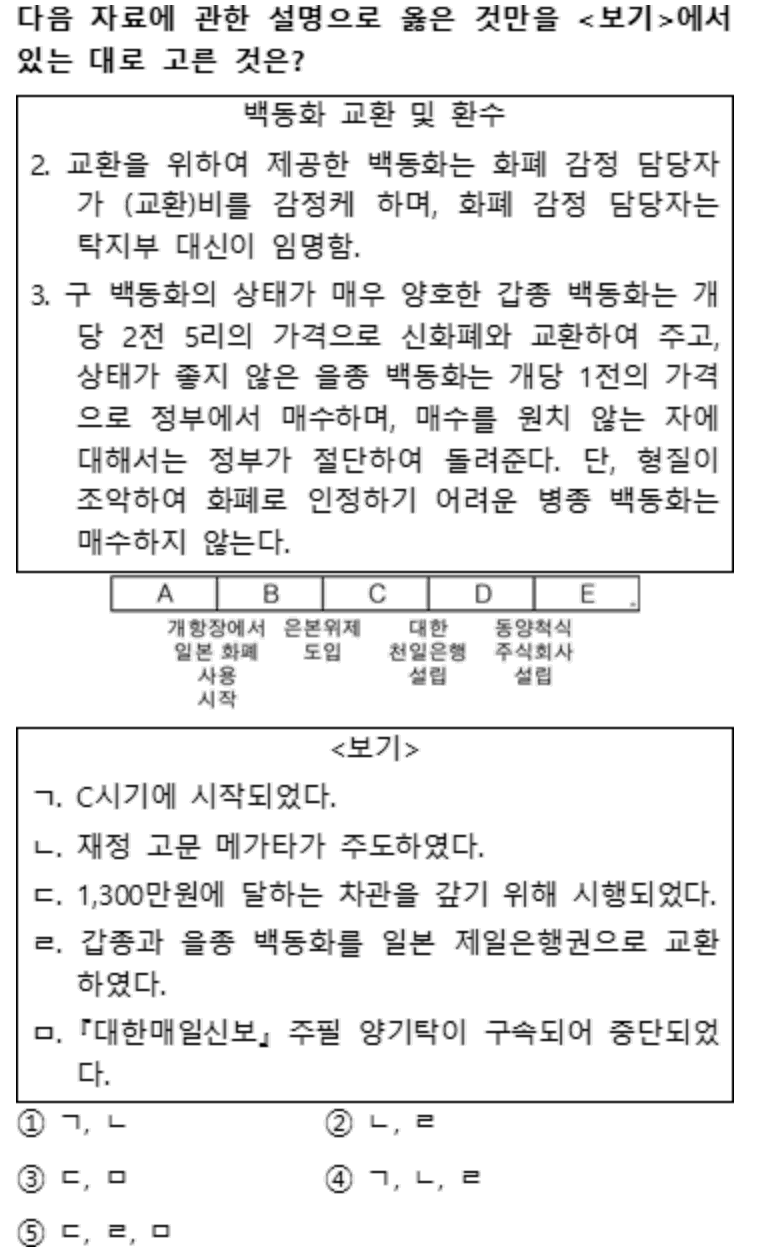 다음 자료에 관한 설명으로 옳은 것만을 <보기>에서
있는 대로 고른 것은?
백동화 교환 및 환수
2. 교환을 위하여 제공한 백동화는 화폐 감정 담당자
가 (교환)비를 감정케 하며, 화폐 감정 담당자는
탁지부 대신이 임명함.
3. 구 백동화의 상태가 매우 양호한 갑종 백동화는 개
당 2전 5리의 가격으로 신화폐와 교환하여 주고,
상태가 좋지 않은 을종 백동화는 개당 1전의 가격
으로 정부에서 매수하며, 매수를 원치 않는 자에
대해서는 정부가 절단하여 돌려준다. 단, 형질이
조악하여 화폐로 인정하기 어려운 병종 백동화는
매수하지 않는다.
A B C D E
개항장에서 은본위제 대한 동양척식
일본 화폐 도입 천일은행 주식회사
사용 설립 설립
시작
<보기>
ㄱ. C시기에 시작되었다.
ㄴ. 재정 고문 메가타가 주도하였다.
ㄷ. 1,300만원에 달하는 차관을 갚기 위해 시행되었다.
ㄹ. 갑종과 을종 백동화를 일본 제일은행권으로 교환
하였다.
ㅁ. 『대한매일신보』 주필 양기탁이 구속되어 중단되었
다.
① ㄱ, ㄴ ② ㄴ, ㄹ
③ ㄷ, ㅁ ④ ㄱ, ㄴ, ㄹ
⑤ ㄷ, ㄹ, ㅁ